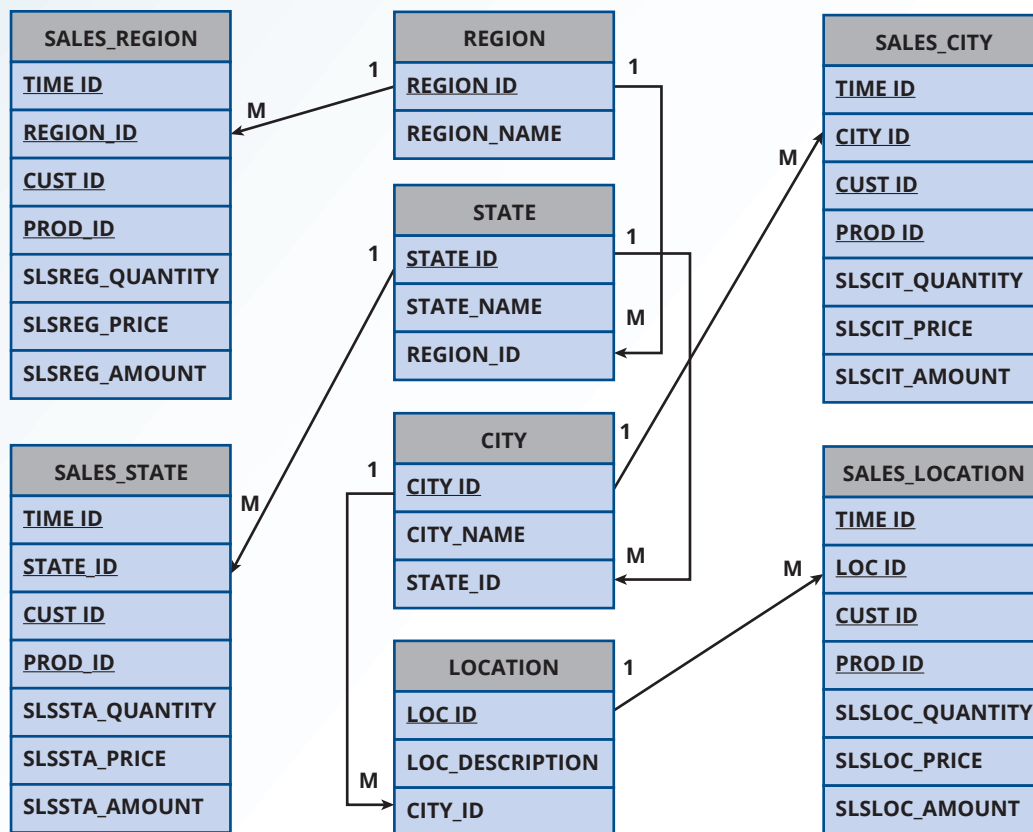 SALES_REGION
TIME ID
REGION_ID
CUST ID
PROD_ID
SLSREG_QUANTITY
SLSREG_PRICE
SLSREG_AMOUNT
1
M
REGION
REGION ID
REGION_NAME
1
M
STATE
STATE ID
STATE_NAME
REGION_ID
1
M
1
M
CITY
CITY ID
CITY_NAME
STATE_ID
1
M
1
M
LOCATION
LOC ID
LOC_DESCRIPTION
CITY_ID
1
M
SALES_CITY
TIME ID
CITY ID
CUST ID
PROD ID
SLSCIT_QUANTITY
SLSCIT_PRICE
SLSCIT_AMOUNT
SALES_STATE
TIME ID
STATE_ID
CUST ID
PROD_ID
SLSSTA_QUANTITY
SLSSTA_PRICE
SLSSTA_AMOUNT
SALES_LOCATION
TIME ID
LOC ID
CUST ID
PROD ID
SLSLOC_QUANTITY
SLSLOC_PRICE
SLSLOC_AMOUNT